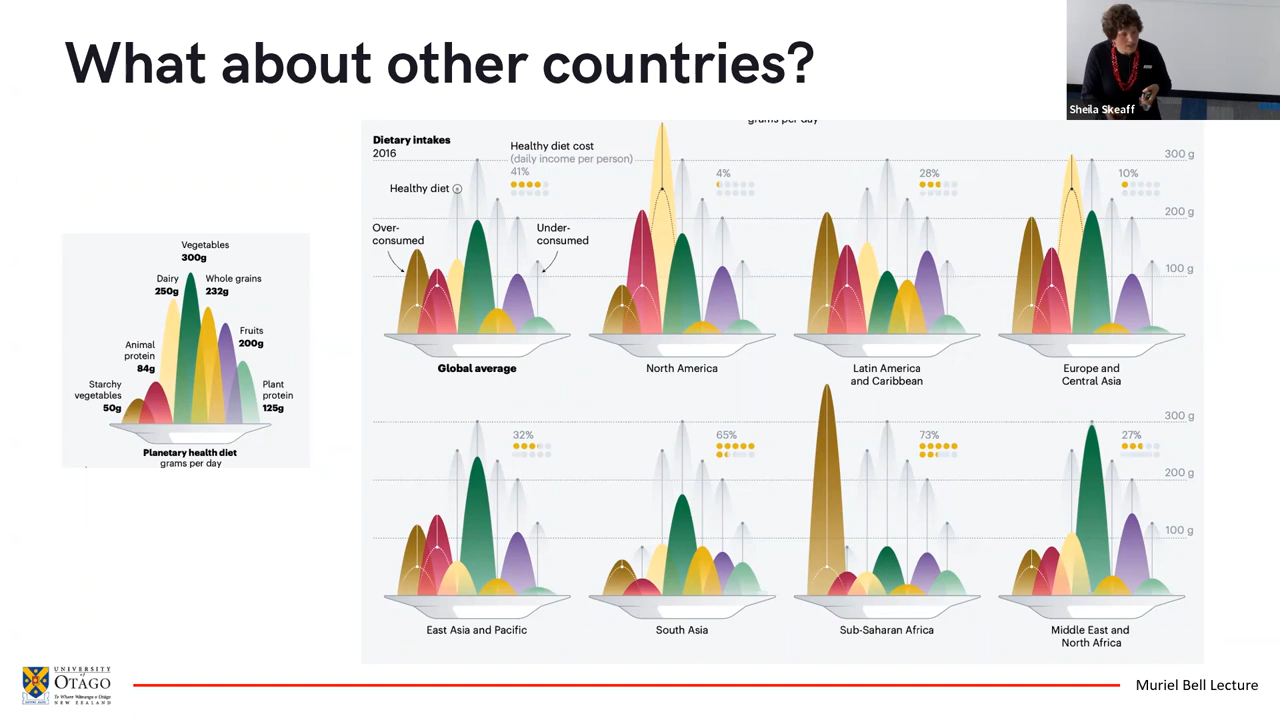 What about other countries?
Sheila Skeaff
grams per day
Dietary intakes
2016
Healthy diet cost
(daily income per person)
41%
Healthy diet
Over-
consumed
Under-
consumed
4%
28%
10%
300 g
200 g
100 g
Global average
North America
Latin America
and Caribbean
Europe and
Central Asia
Vegetables
300g
Dairy
250g
Whole grains
232g
Fruits
200g
Animal
protein
84g
Starchy
vegetables
50g
Plant
protein
125g
Planetary health diet
grams per day
32%
65%
73%
27%
300 g
200 g
100 g
East Asia and Pacific
South Asia
Sub-Saharan Africa
Middle East and
North Africa
UNIVERSITY
of
OTAGO
Te Whare Wānanga o Otāgo
NEW ZEALAND
Muriel Bell Lecture